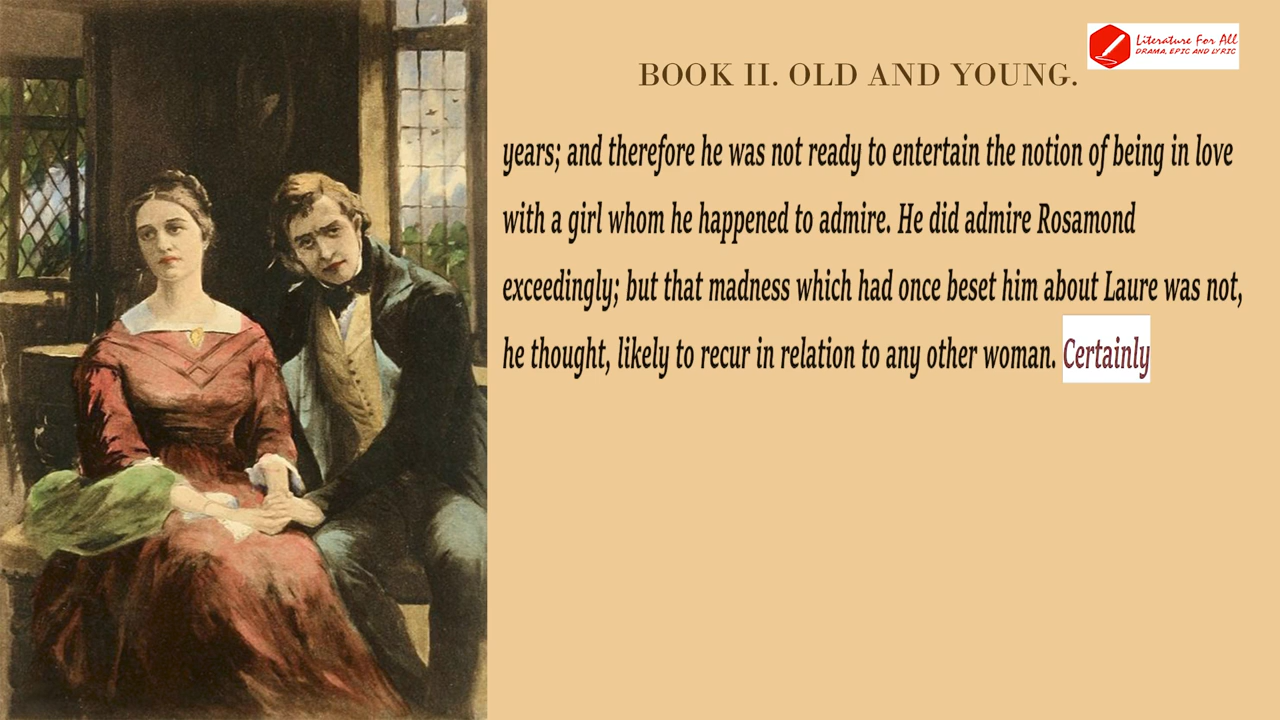 Literature For All
DRAMA, EPIC AND LYRIC
BOOK II. OLD AND YOUNG.
years; and therefore he was not ready to entertain the notion of being in love
with a girl whom he happened to admire. He did admire Rosamond
exceedingly; but that madness which had once beset him about Laure was not,
he thought, likely to recur in relation to any other woman. Certainly